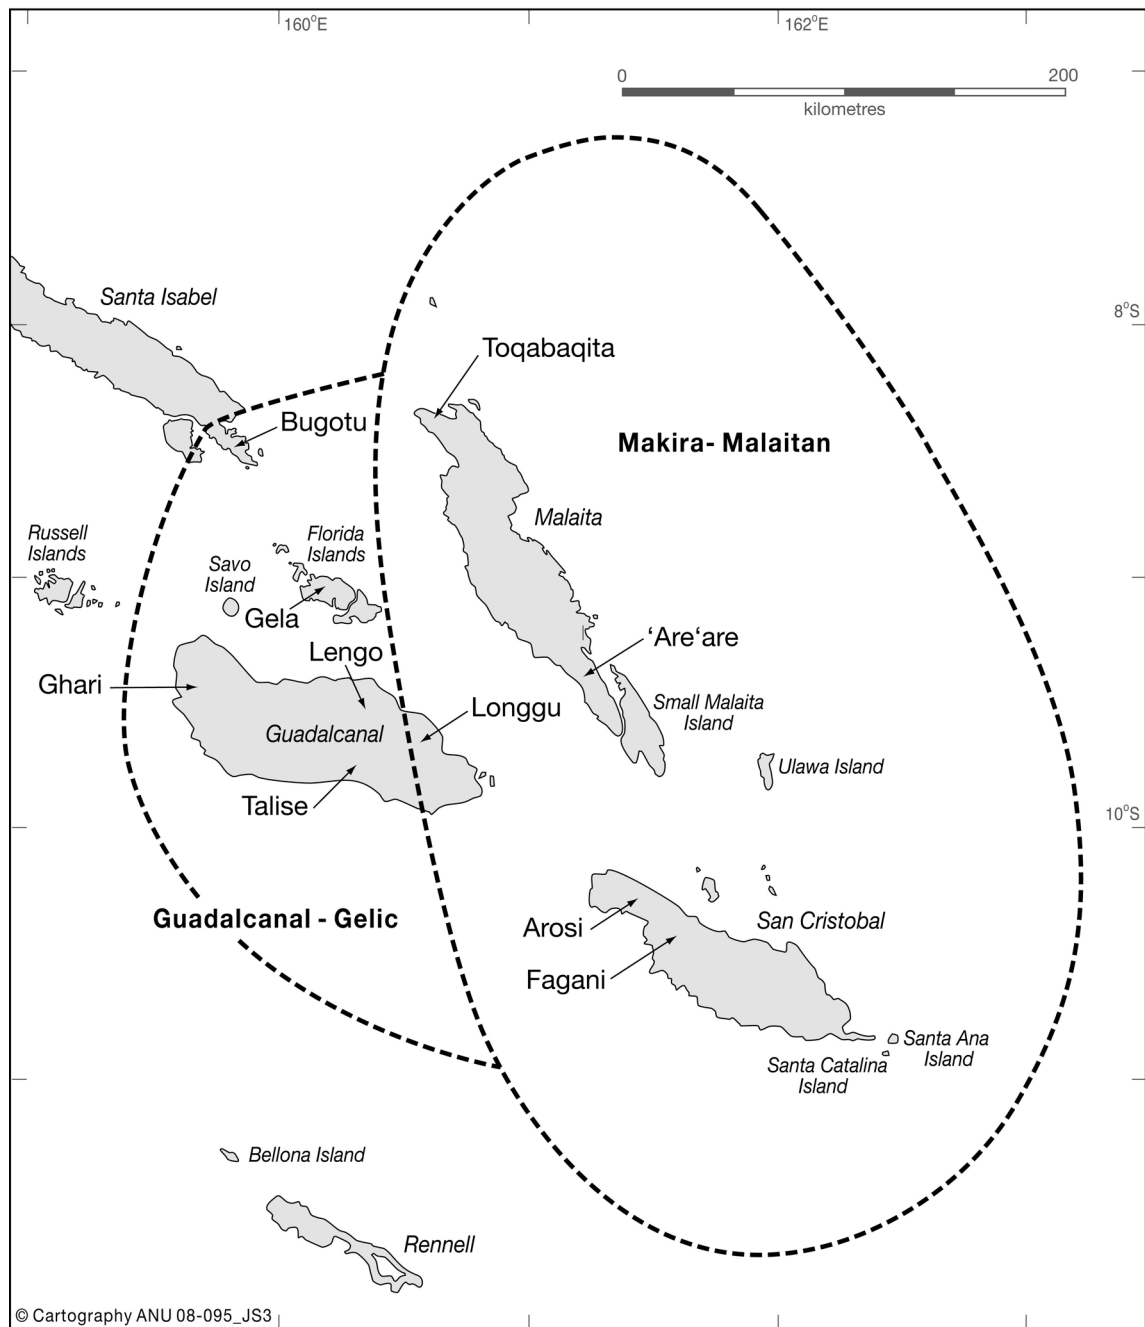 160°E
162°E
0
200
kilometres
Santa Isabel
8°S
Toqabaqita
Bugotu
Makira- Malaitan
Malaita
Russell
Islands
Florida
Islands
Savo
Island
Gela
Lengo
‘Are‘are
Ghari
Longgu
Small Malaita
Island
Guadalcanal
Ulawa Island
Talise
10°S
Guadalcanal - Gelic
Arosi
San Cristobal
Fagani
Santa Ana
Island
Santa Catalina
Island
Bellona Island
Rennell
© Cartography ANU 08-095_JS3